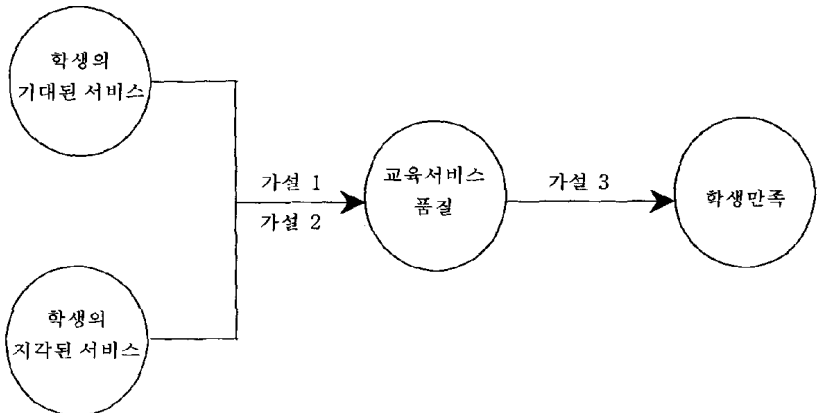 학생의
기대된 서비스
가설 1
가설 2
교육서비스
품질
가설 3
학생만족
학생의
지각된 서비스